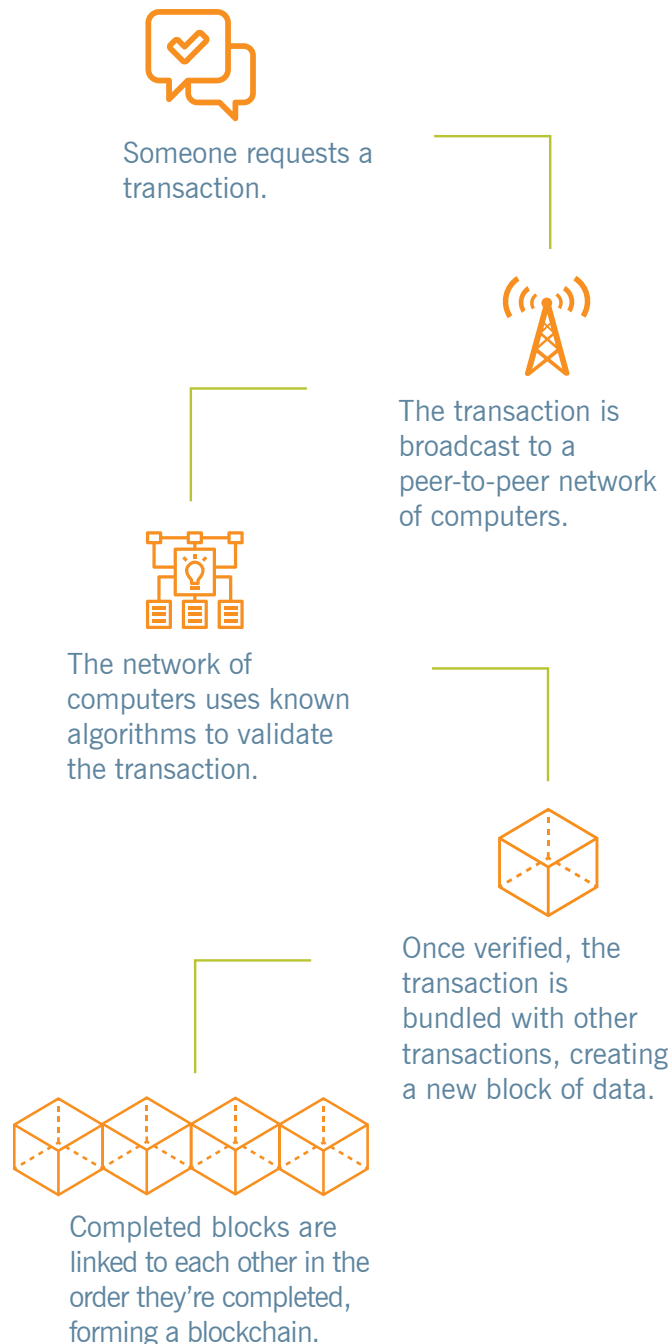 Someone requests a
transaction.
The transaction is
broadcast to a
peer-to-peer network
of computers.
The network of
computers uses known
algorithms to validate
the transaction.
Once verified, the
transaction is
bundled with other
transactions, creating
a new block of data.
Completed blocks are
linked to each other in the
order they’re completed,
forming a blockchain.